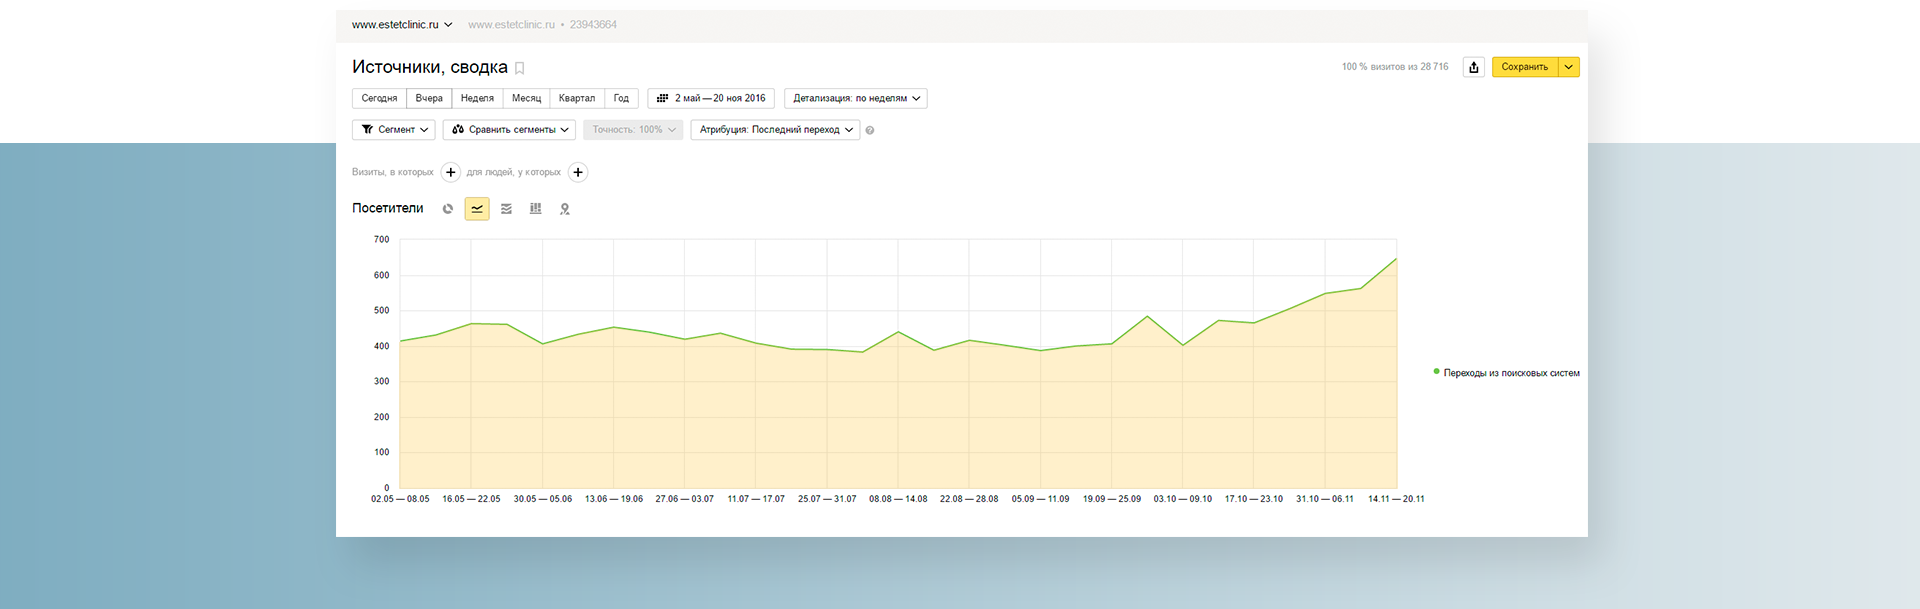 www.estetclinic.ru www.estetclinic.ru • 23943664
Источники, сводка
100 % визитов из 28 716
Сохранить
Сегодня Вчера Неделя Месяц Квартал Год 2 май — 20 ноя 2016 Детализация: по неделям
Сегмент Сравнить сегменты Точность: 100% Атрибуция: Последний переход ?
Визиты, в которых + для людей, у которых +
Посетители
700
600
500
400
300
200
100
0
02.05 — 08.05 16.05 — 22.05 30.05 — 05.06 13.06 — 19.06 27.06 — 03.07 11.07 — 17.07 25.07 — 31.07 08.08 — 14.08 22.08 — 28.08 05.09 — 11.09 19.09 — 25.09 03.10 — 09.10 17.10 — 23.10 31.10 — 06.11 14.11 — 20.11
Переходы из поисковых систем